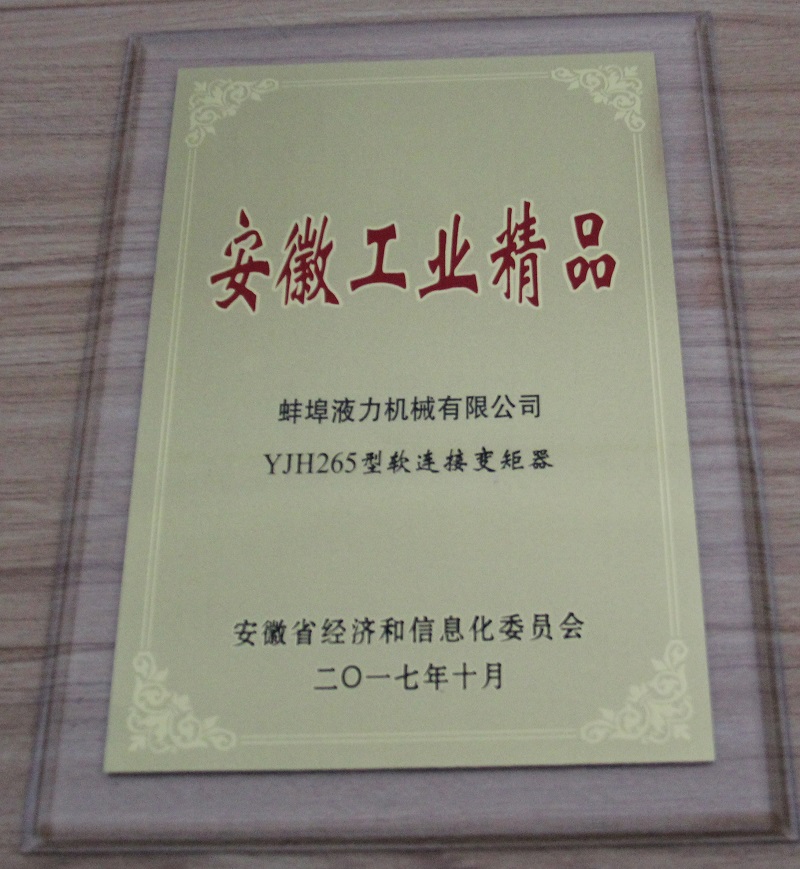 安徽工业精品
蚌埠液力机械有限公司
YJH265型软连接变矩器
安徽省经济和信息化委员会
二〇一七年十月